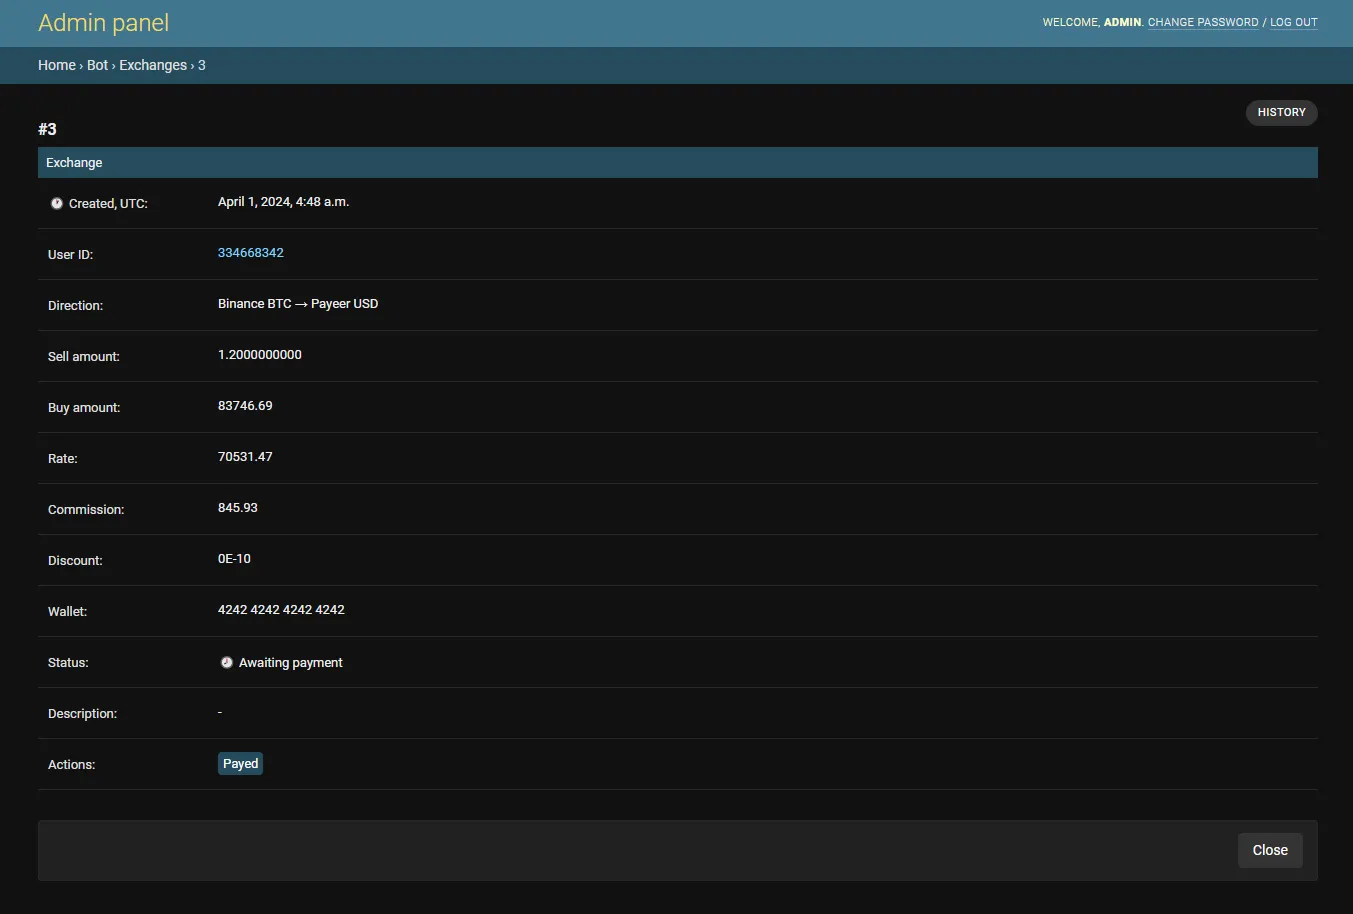 Admin panel
WELCOME, ADMIN. CHANGE PASSWORD / LOG OUT
Home › Bot › Exchanges › 3
HISTORY
#3
Exchange
Created, UTC: April 1, 2024, 4:48 a.m.
User ID: 334668342
Direction: Binance BTC → Payeer USD
Sell amount: 1.2000000000
Buy amount: 83746.69
Rate: 70531.47
Commission: 845.93
Discount: 0E-10
Wallet: 4242 4242 4242 4242
Status: Awaiting payment
Description: -
Actions: Payed
Close